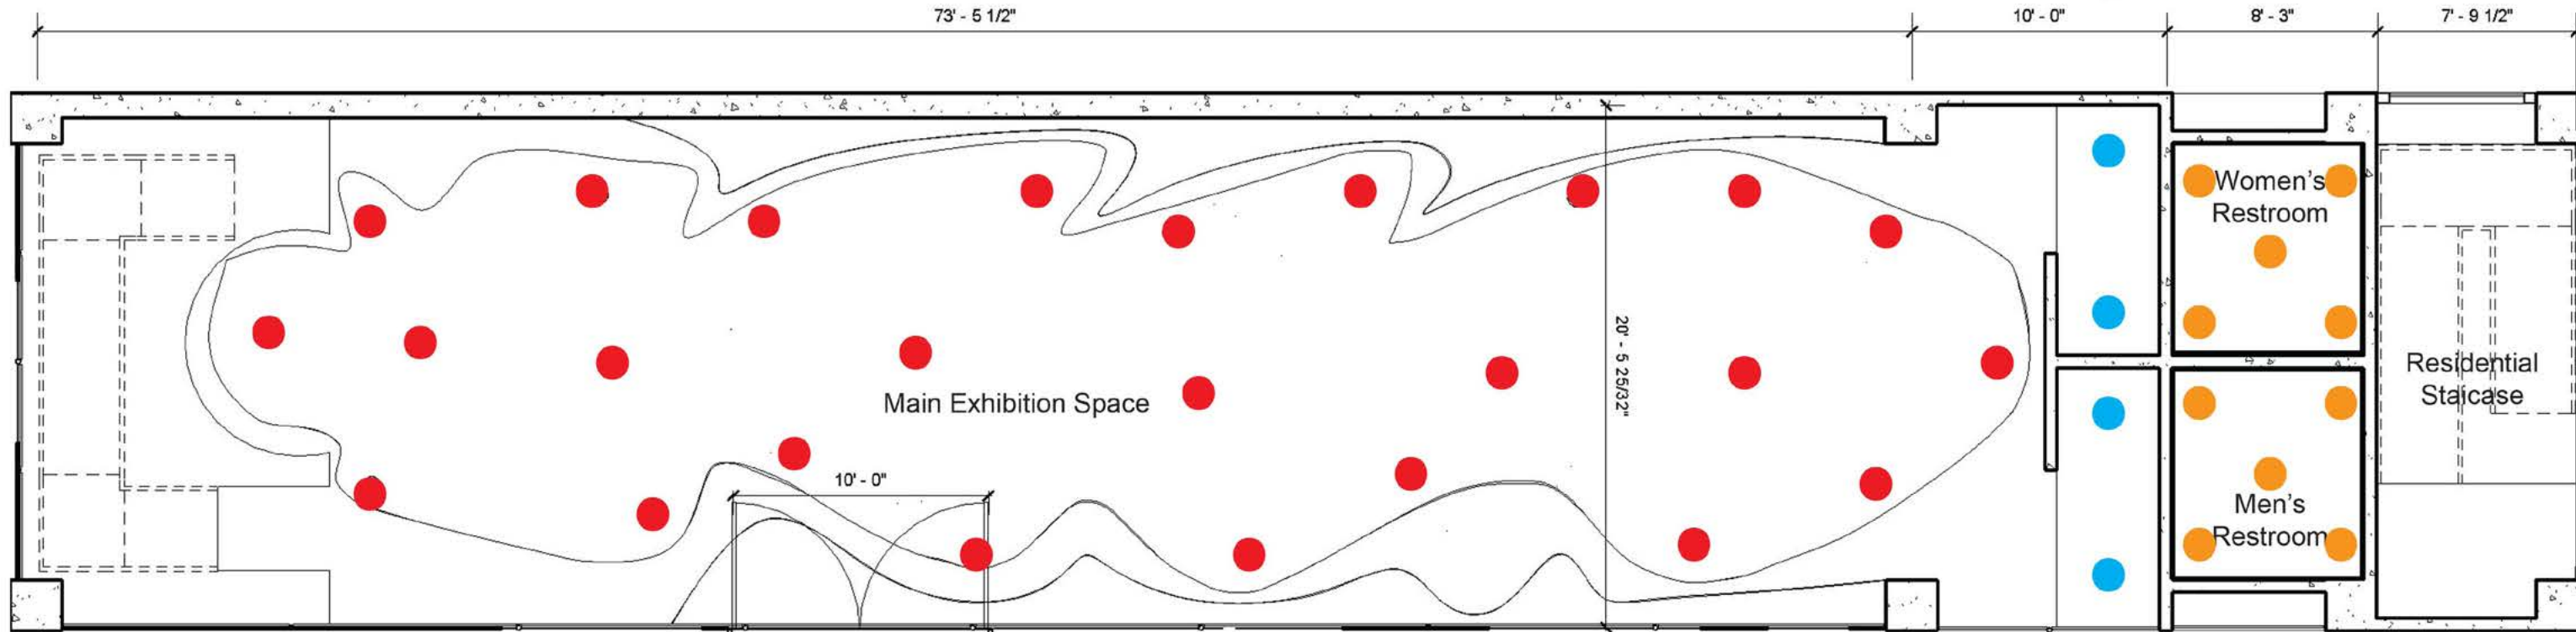 73' - 5 1/2"
10' - 0"
8' - 3"
7' - 9 1/2"
Women's
Restroom
20' - 5 25/32"
Residential
Staicase
Main Exhibition Space
10' - 0"
Men's
Restroom